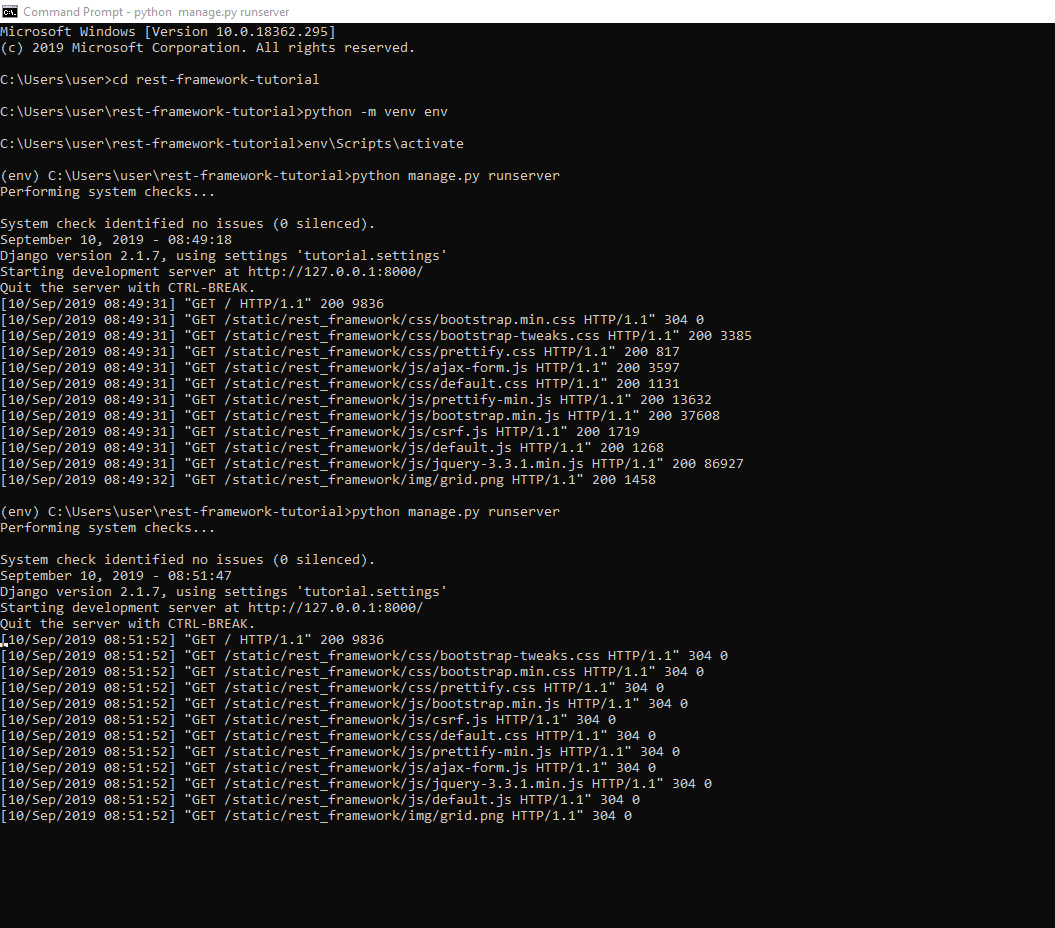 Command Prompt - python  manage.py runserver
Microsoft Windows [Version 10.0.18362.295]
(c) 2019 Microsoft Corporation. All rights reserved.
C:\Users\user>cd rest-framework-tutorial
C:\Users\user\rest-framework-tutorial>python -m venv env
C:\Users\user\rest-framework-tutorial>env\Scripts\activate
(env) C:\Users\user\rest-framework-tutorial>python manage.py runserver
Performing system checks...
System check identified no issues (0 silenced).
September 10, 2019 - 08:49:18
Django version 2.1.7, using settings 'tutorial.settings'
Starting development server at http://127.0.0.1:8000/
Quit the server with CTRL-BREAK.
[10/Sep/2019 08:49:31] "GET / HTTP/1.1" 200 9836
[10/Sep/2019 08:49:31] "GET /static/rest_framework/css/bootstrap.min.css HTTP/1.1" 304 0
[10/Sep/2019 08:49:31] "GET /static/rest_framework/css/bootstrap-tweaks.css HTTP/1.1" 200 3385
[10/Sep/2019 08:49:31] "GET /static/rest_framework/css/prettify.css HTTP/1.1" 200 817
[10/Sep/2019 08:49:31] "GET /static/rest_framework/js/ajax-form.js HTTP/1.1" 200 3597
[10/Sep/2019 08:49:31] "GET /static/rest_framework/css/default.css HTTP/1.1" 200 1131
[10/Sep/2019 08:49:31] "GET /static/rest_framework/js/prettify-min.js HTTP/1.1" 200 13632
[10/Sep/2019 08:49:31] "GET /static/rest_framework/js/bootstrap.min.js HTTP/1.1" 200 37608
[10/Sep/2019 08:49:31] "GET /static/rest_framework/js/csrf.js HTTP/1.1" 200 1719
[10/Sep/2019 08:49:31] "GET /static/rest_framework/js/default.js HTTP/1.1" 200 1268
[10/Sep/2019 08:49:31] "GET /static/rest_framework/js/jquery-3.3.1.min.js HTTP/1.1" 200 86927
[10/Sep/2019 08:49:32] "GET /static/rest_framework/img/grid.png HTTP/1.1" 200 1458
(env) C:\Users\user\rest-framework-tutorial>python manage.py runserver
Performing system checks...
System check identified no issues (0 silenced).
September 10, 2019 - 08:51:47
Django version 2.1.7, using settings 'tutorial.settings'
Starting development server at http://127.0.0.1:8000/
Quit the server with CTRL-BREAK.
[10/Sep/2019 08:51:52] "GET / HTTP/1.1" 200 9836
[10/Sep/2019 08:51:52] "GET /static/rest_framework/css/bootstrap-tweaks.css HTTP/1.1" 304 0
[10/Sep/2019 08:51:52] "GET /static/rest_framework/css/bootstrap.min.css HTTP/1.1" 304 0
[10/Sep/2019 08:51:52] "GET /static/rest_framework/css/prettify.css HTTP/1.1" 304 0
[10/Sep/2019 08:51:52] "GET /static/rest_framework/js/bootstrap.min.js HTTP/1.1" 304 0
[10/Sep/2019 08:51:52] "GET /static/rest_framework/js/csrf.js HTTP/1.1" 304 0
[10/Sep/2019 08:51:52] "GET /static/rest_framework/css/default.css HTTP/1.1" 304 0
[10/Sep/2019 08:51:52] "GET /static/rest_framework/js/prettify-min.js HTTP/1.1" 304 0
[10/Sep/2019 08:51:52] "GET /static/rest_framework/js/ajax-form.js HTTP/1.1" 304 0
[10/Sep/2019 08:51:52] "GET /static/rest_framework/js/jquery-3.3.1.min.js HTTP/1.1" 304 0
[10/Sep/2019 08:51:52] "GET /static/rest_framework/js/default.js HTTP/1.1" 304 0
[10/Sep/2019 08:51:52] "GET /static/rest_framework/img/grid.png HTTP/1.1" 304 0